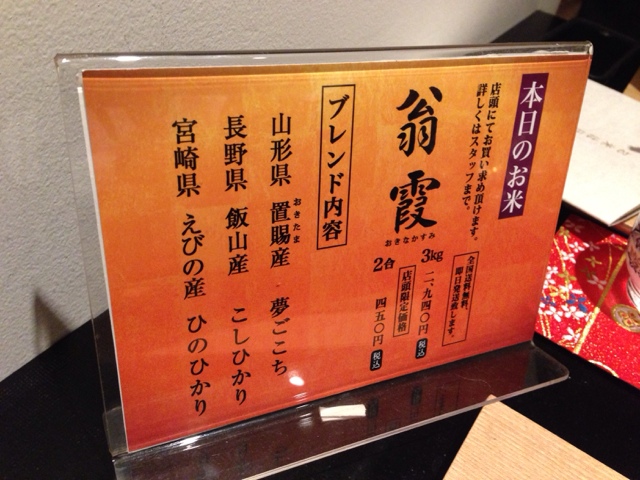 本日のお米
店頭にてお買い求め頂けます。
詳しくはスタッフまで。
翁霞
おきなかすみ
全国送料無料、
即日発送致します。
3kg 二、九四〇円 税込
店頭限定価格
2合 四五〇円 税込
ブレンド内容
山形県 置賜産 夢ごこち
おきたま
長野県 飯山産 こしひかり
宮崎県 えびの産 ひのひかり